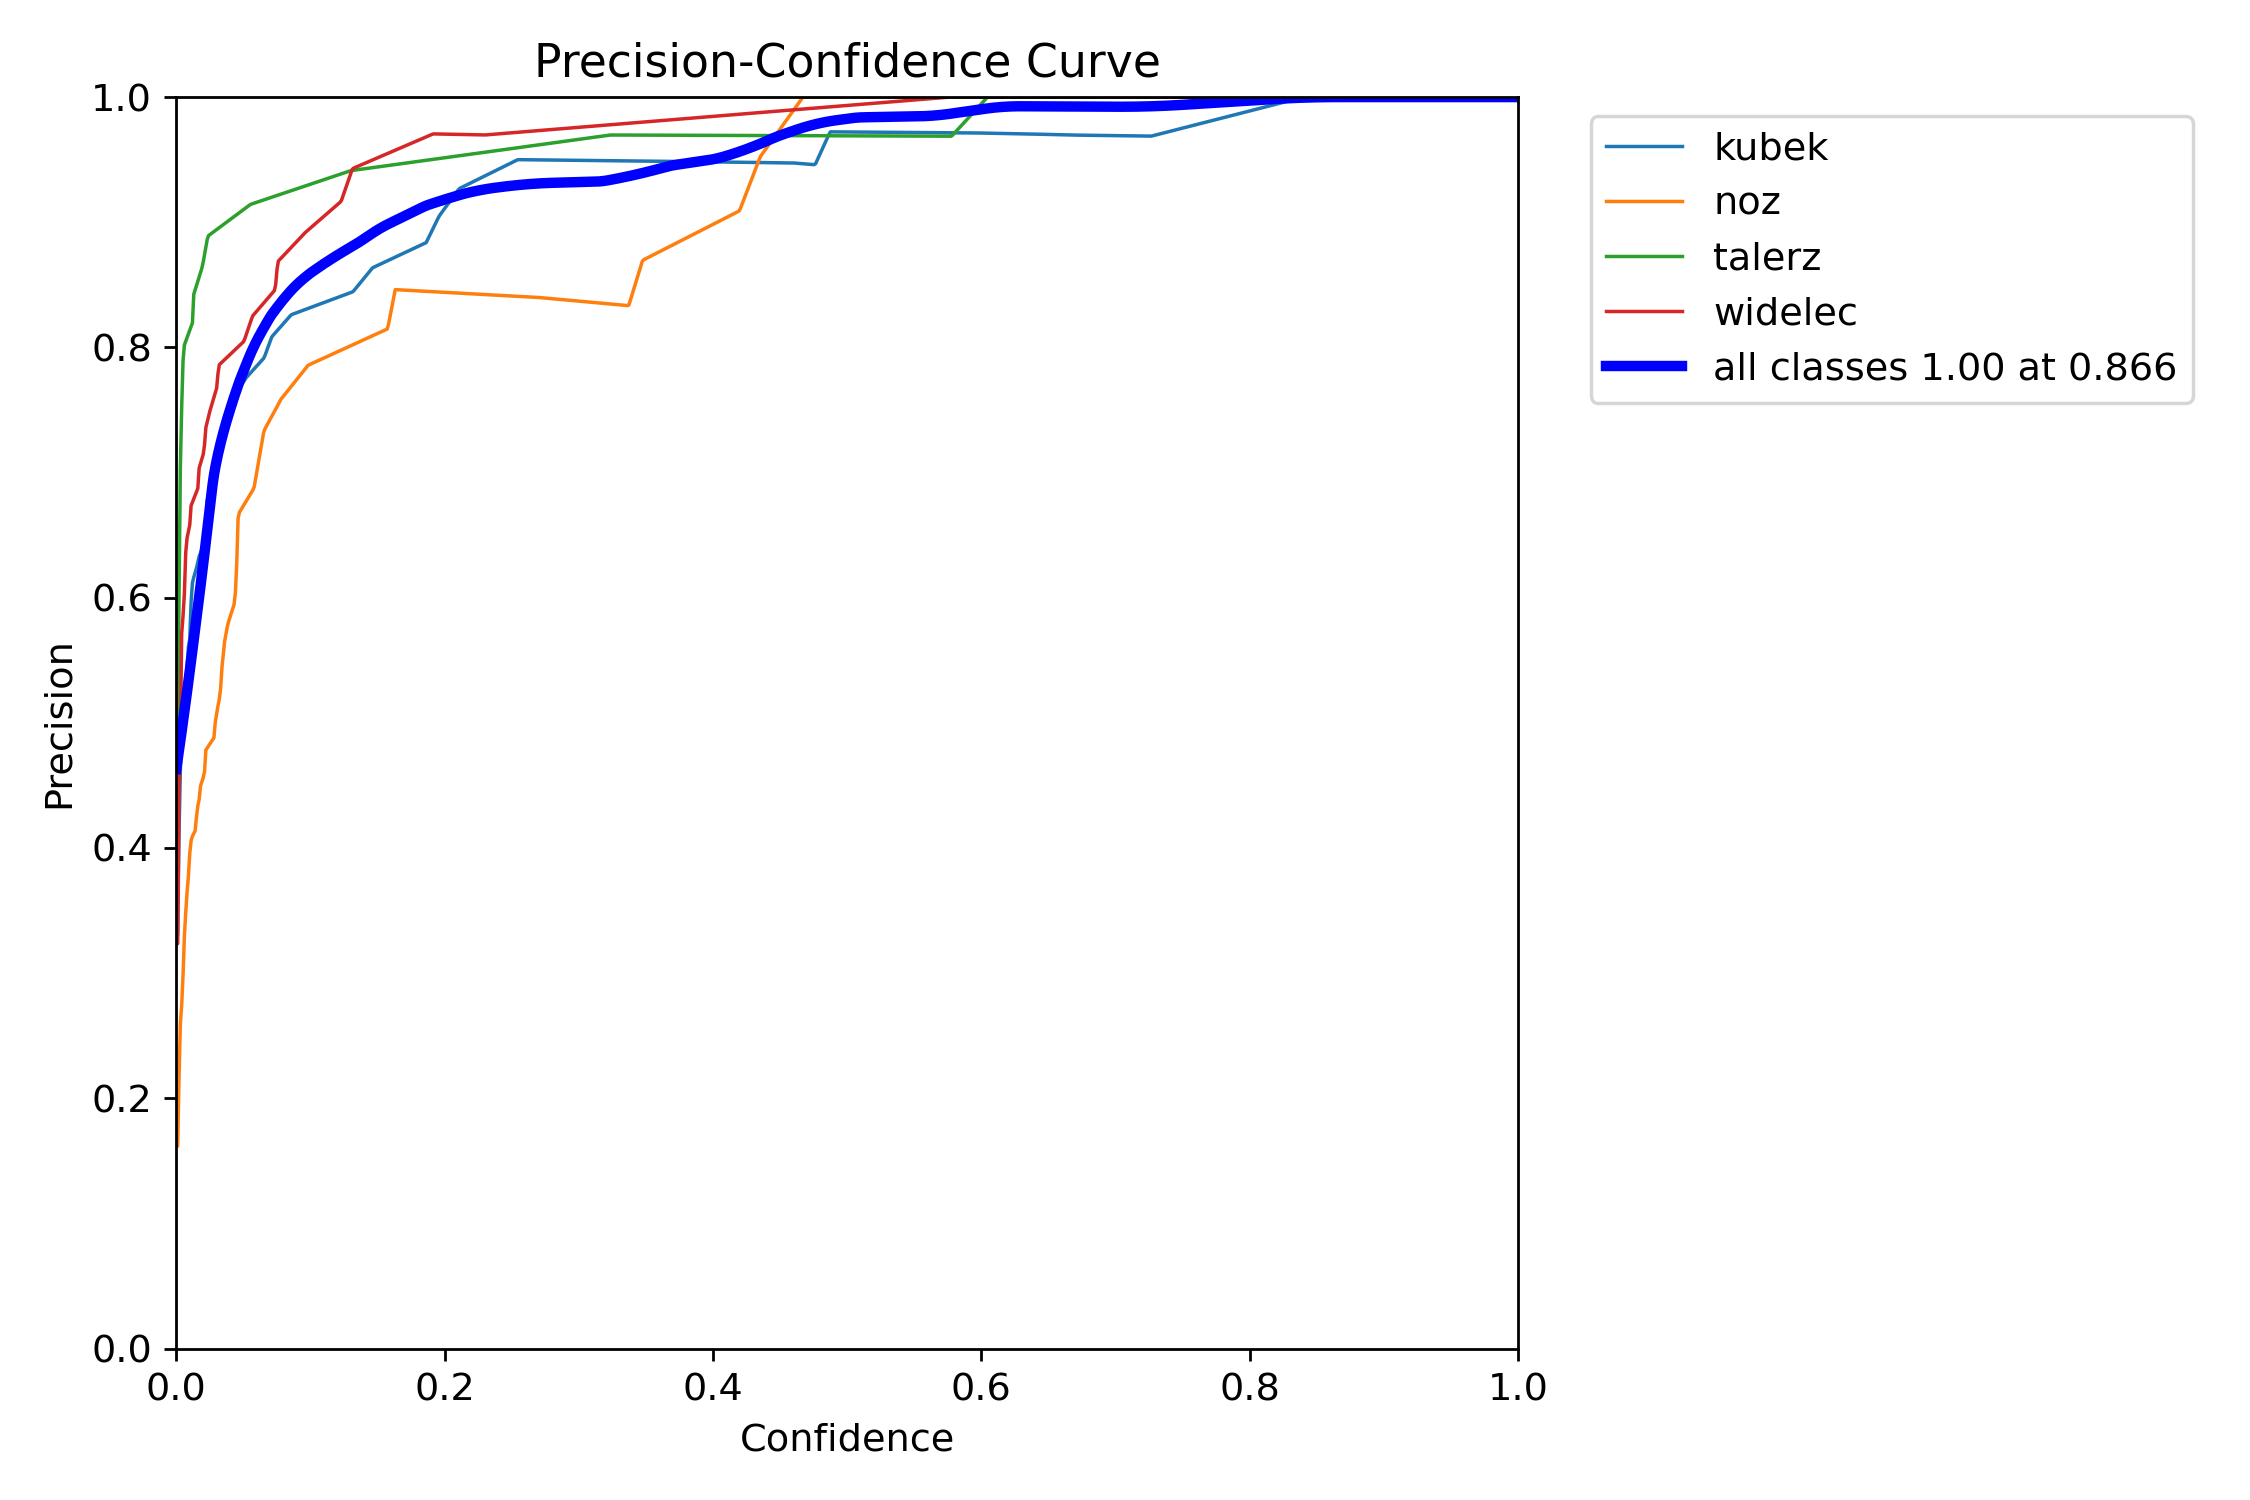 Precision-Confidence Curve
1.0
0.8
0.6
0.4
0.2
0.0
Precision
0.0 0.2 0.4 0.6 0.8 1.0
Confidence
kubek
noz
talerz
widelec
all classes 1.00 at 0.866